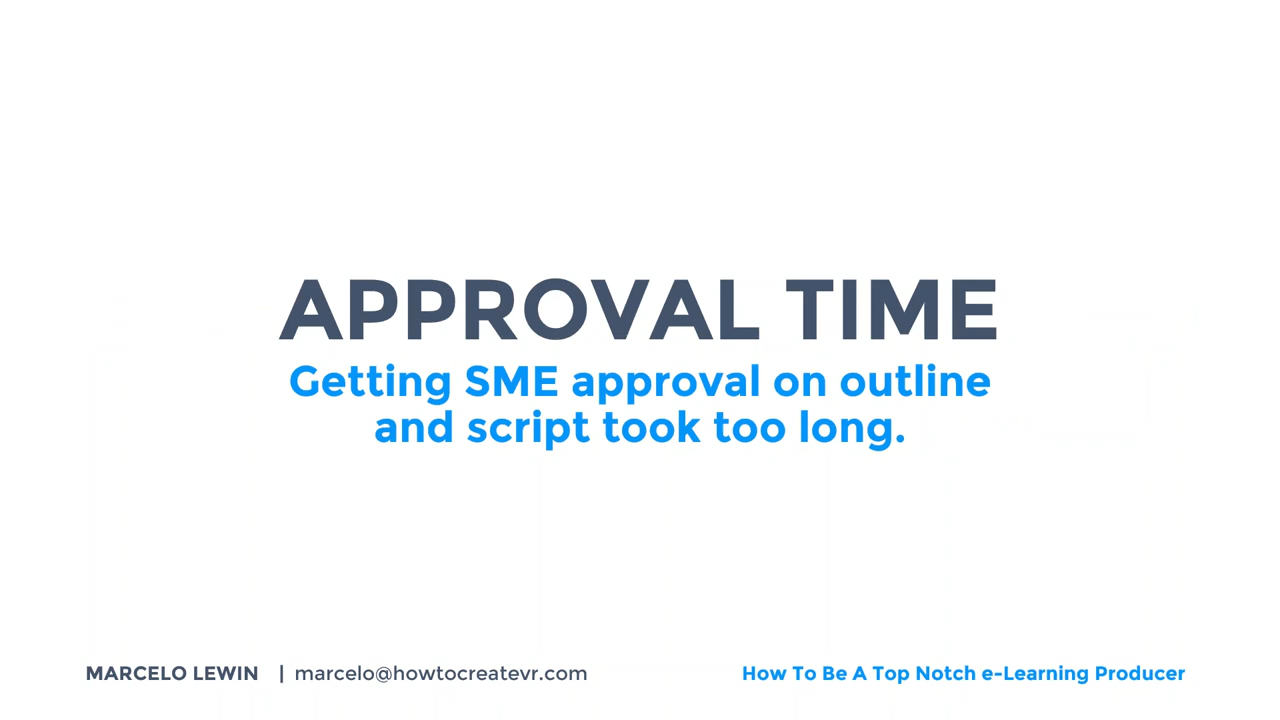 APPROVAL TIME
Getting SME approval on outline
and script took too long.
MARCELO LEWIN | marcelo@howtocreatevr.com
How To Be A Top Notch e-Learning Producer